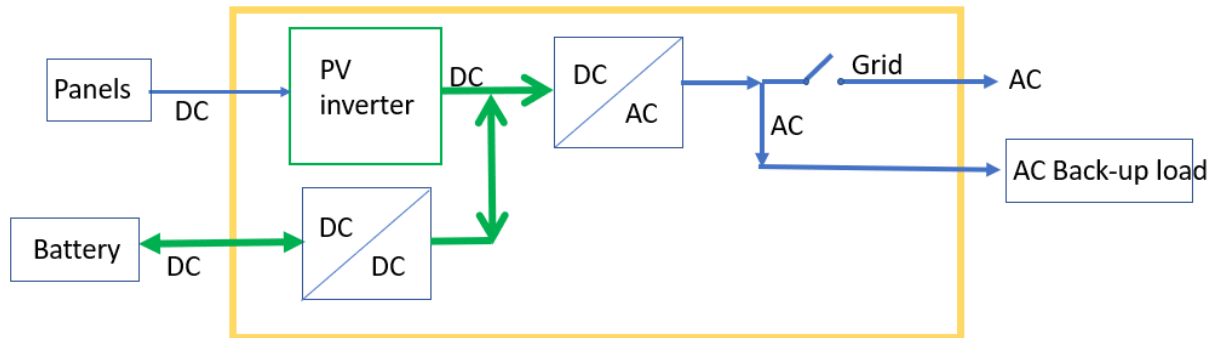 Panels
DC
PV
inverter
DC
DC
AC
Grid
AC
AC
AC Back-up load
Battery
DC
DC
DC